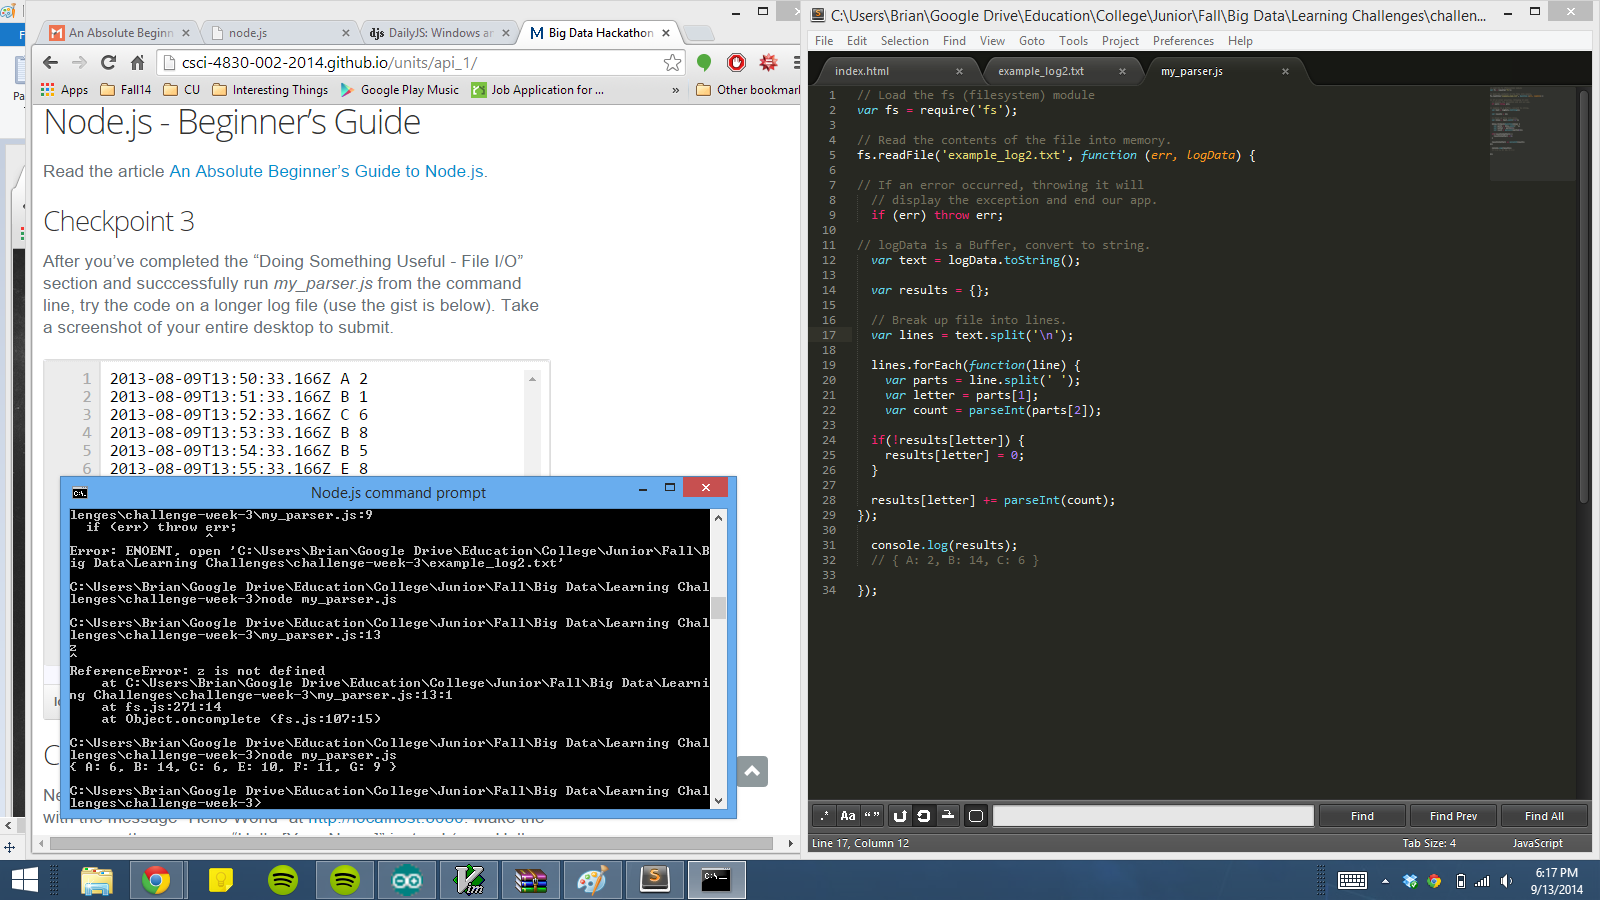 An Absolute Beginn
node.js
DailyJS: Windows ar
Big Data Hackathon
csci-4830-002-2014.github.io/units/api_1/
Apps
Fall14
CU
Interesting Things
Google Play Music
Job Application for ...
»
Other bookmark
Node.js - Beginner's Guide
Read the article An Absolute Beginner's Guide to Node.js.
Checkpoint 3
After you've completed the “Doing Something Useful - File I/O”
section and succcessfully run my_parser.js from the command
line, try the code on a longer log file (use the gist is below). Take
a screenshot of your entire desktop to submit.
1 2013-08-09T13:50:33.166Z A 2
2 2013-08-09T13:51:33.166Z B 1
3 2013-08-09T13:52:33.166Z C 6
4 2013-08-09T13:53:33.166Z B 8
5 2013-08-09T13:54:33.166Z B 5
6 2013-08-09T13:55:33.166Z E 8
Node.js command prompt
lenges\challenge-week-3\my_parser.js:9
if (err) throw err;
^
Error: ENOENT, open 'C:\Users\Brian\Google Drive\Education\College\Junior\Fall\B
ig Data\Learning Challenges\challenge-week-3\example_log2.txt'
C:\Users\Brian\Google Drive\Education\College\Junior\Fall\Big Data\Learning Chal
lenges\challenge-week-3>node my_parser.js
C:\Users\Brian\Google Drive\Education\College\Junior\Fall\Big Data\Learning Chal
lenges\challenge-week-3\my_parser.js:13
z
^
ReferenceError: z is not defined
at C:\Users\Brian\Google Drive\Education\College\Junior\Fall\Big Data\Learni
ng Challenges\challenge-week-3\my_parser.js:13:1
at fs.js:271:14
at Object.oncomplete (fs.js:107:15)
C:\Users\Brian\Google Drive\Education\College\Junior\Fall\Big Data\Learning Chal
lenges\challenge-week-3>node my_parser.js
{ A: 6, B: 14, C: 6, E: 10, F: 11, G: 9 }
C:\Users\Brian\Google Drive\Education\College\Junior\Fall\Big Data\Learning Chal
lenges\challenge-week-3>
C:\Users\Brian\Google Drive\Education\College\Junior\Fall\Big Data\Learning Challenges\challen...
File Edit Selection Find View Goto Tools Project Preferences Help
index.html
example_log2.txt
my_parser.js
1 // Load the fs (filesystem) module
2 var fs = require('fs');
3
4 // Read the contents of the file into memory.
5 fs.readFile('example_log2.txt', function (err, logData) {
6
7 // If an error occurred, throwing it will
8 // display the exception and end our app.
9 if (err) throw err;
10
11 // logData is a Buffer, convert to string.
12 var text = logData.toString();
13
14 var results = {};
15
16 // Break up file into lines.
17 var lines = text.split('\n');
18
19 lines.forEach(function(line) {
20 var parts = line.split(' ');
21 var letter = parts[1];
22 var count = parseInt(parts[2]);
23
24 if(!results[letter]) {
25 results[letter] = 0;
26 }
27
28 results[letter] += parseInt(count);
29 });
30
31 console.log(results);
32 // { A: 2, B: 14, C: 6 }
33
34 });
.* Aa “ ”
Find
Find Prev
Find All
Line 17, Column 12
Tab Size: 4
JavaScript
6:17 PM
9/13/2014